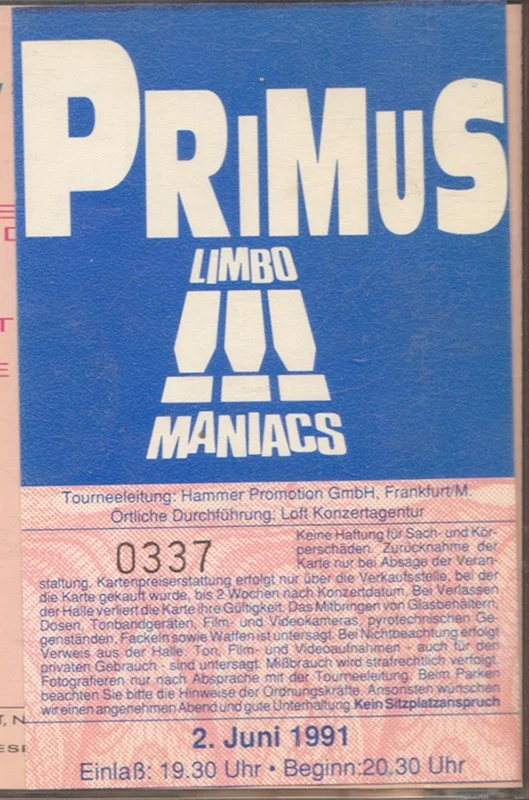 PRIMUS
LIMBO
MANIACS
Tourneeleitung: Hammer Promotion GmbH, Frankfurt/M.
Örtliche Durchführung: Loft Konzertagentur
0337
Keine Haftung für Sach- und Kör-
perschäden. Zurücknahme der
Karte nur bei Absage der Veran-
staltung. Kartenpreiserstattung erfolgt nur über die Verkaufsstelle, bei der
die Karte gekauft wurde, bis 2 Wochen nach Konzertdatum. Bei Verlassen
der Halle verliert die Karte ihre Gültigkeit. Das Mitbringen von Glasbehältern,
Dosen, Tonbandgeräten, Film- und Videokameras, pyrotechnischen Ge-
genständen, Fackeln sowie Waffen ist untersagt. Bei Nichtbeachtung erfolgt
Verweis aus der Halle. Ton, Film- und Videoaufnahmen - auch für den
privaten Gebrauch - sind untersagt. Mißbrauch wird strafrechtlich verfolgt.
Fotografieren nur nach Absprache mit der Tourneeleitung. Beim Parken
beachten Sie bitte die Hinweise der Ordnungskräfte. Ansonsten wünschen
wir einen angenehmen Abend und gute Unterhaltung. Kein Sitzplatzanspruch
2. Juni 1991
Einlaß: 19.30 Uhr • Beginn: 20.30 Uhr